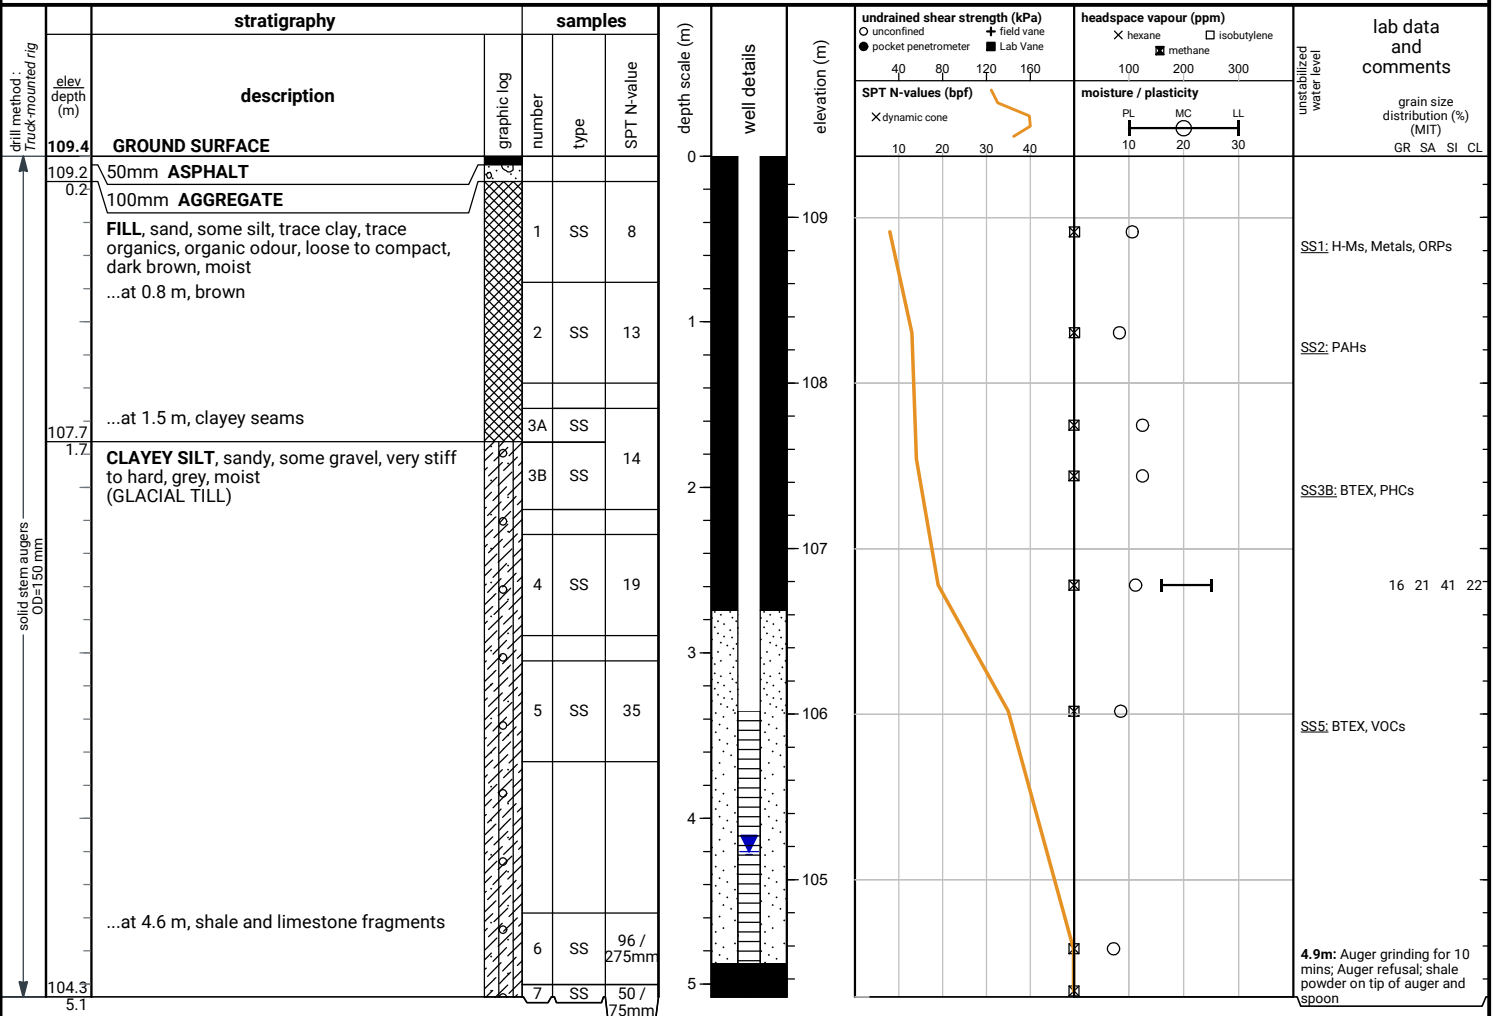 stratigraphy
samples
undrained shear strength (kPa)
unconfined
field vane
pocket penetrometer
Lab Vane
40 80 120 160
headspace vapour (ppm)
hexane
isobutylene
methane
100 200 300
lab data
and
comments
drill method :
Truck-mounted rig
elev
depth
(m)
description
graphic log
number
type
SPT N-value
depth scale (m)
well details
elevation (m)
SPT N-values (bpf)
dynamic cone
10 20 30 40
moisture / plasticity
PL MC LL
10 20 30
unstabilized
water level
grain size
distribution (%)
(MIT)
GR SA SI CL
109.4 GROUND SURFACE
0
109.2 50mm ASPHALT
0.2 100mm AGGREGATE
FILL, sand, some silt, trace clay, trace
organics, organic odour, loose to compact,
dark brown, moist
1 SS 8
109
SS1: H-Ms, Metals, ORPs
...at 0.8 m, brown
2 SS 13
1
SS2: PAHs
108
...at 1.5 m, clayey seams
3A SS
107.7
1.7
CLAYEY SILT, sandy, some gravel, very stiff
to hard, grey, moist
(GLACIAL TILL)
14
3B SS
2
SS3B: BTEX, PHCs
107
solid stem augers
OD=150 mm
4 SS 19
16 21 41 22
3
5 SS 35
106
SS5: BTEX, VOCs
4
105
...at 4.6 m, shale and limestone fragments
6 SS 96 /
275mm
4.9m: Auger grinding for 10
mins; Auger refusal; shale
powder on tip of auger and
spoon
5
104.3
5.1
7 SS 50 /
75mm